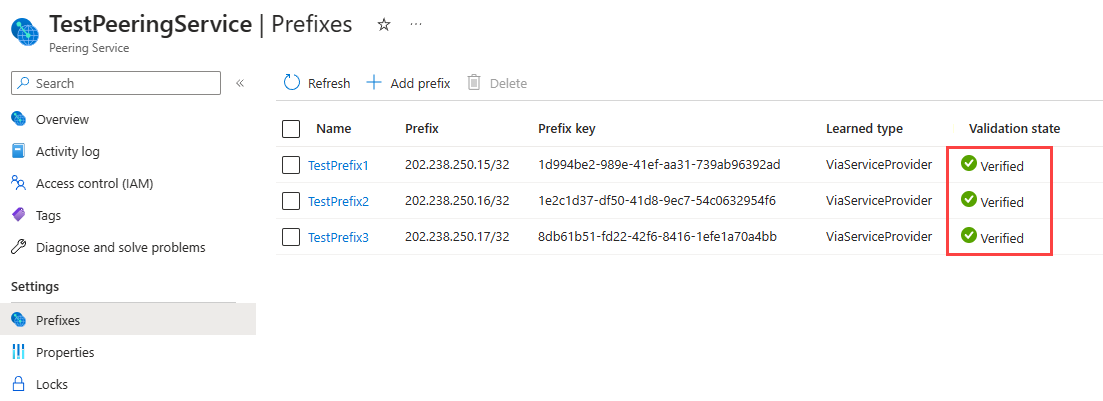 TestPeeringService | Prefixes
Peering Service
Search
Overview
Activity log
Access control (IAM)
Tags
Diagnose and solve problems
Settings
Prefixes
Properties
Locks
Refresh Add prefix Delete
Name Prefix Prefix key Learned type Validation state
TestPrefix1 202.238.250.15/32 1d994be2-989e-41ef-aa31-739ab96392ad ViaServiceProvider Verified
TestPrefix2 202.238.250.16/32 1e2c1d37-df50-41d8-9ec7-54c0632954f6 ViaServiceProvider Verified
TestPrefix3 202.238.250.17/32 8db61b51-fd22-42f6-8416-1efe1a70a4bb ViaServiceProvider Verified